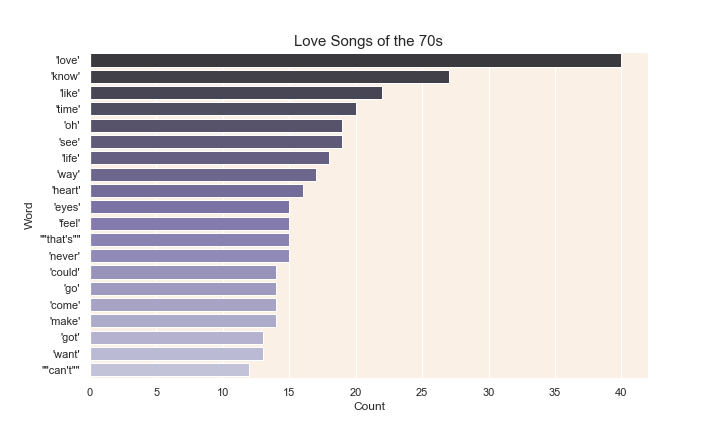 Love Songs of the 70s
'love'
'know'
'like'
'time'
'oh'
'see'
'life'
'way'
'heart'
'eyes'
'feel'
""that's""
'never'
'could'
'go'
'come'
'make'
'got'
'want'
""can't""
Word
0 5 10 15 20 25 30 35 40
Count